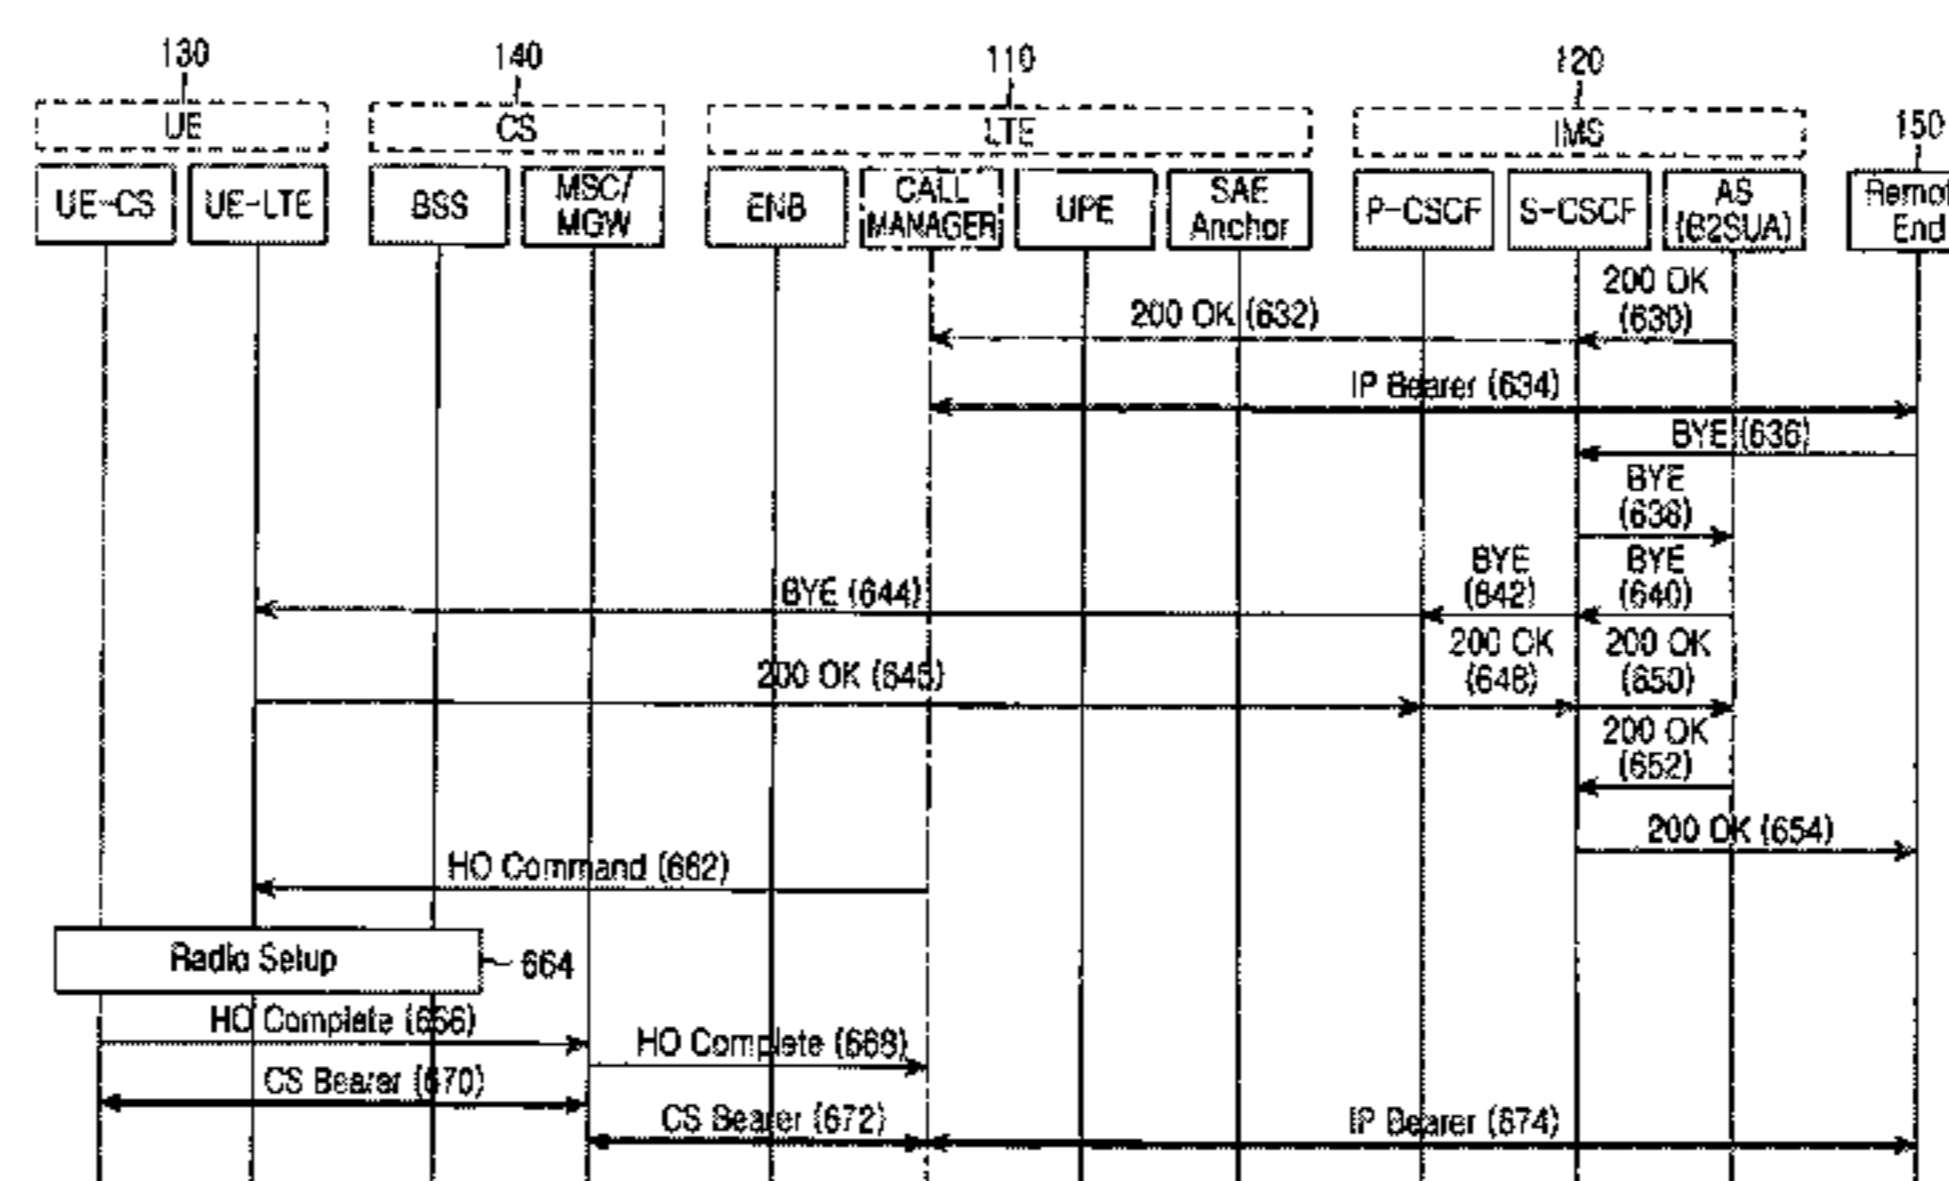 130
140
110
120
150
UE
CS
LTE
IMS
UE-CS
UE-LTE
BSS
MSC/
MGW
ENB
CALL
MANAGER
UPE
SAE
Anchor
P-CSCF
S-CSCF
AS
(B2SUA)
End
200 OK
(630)
200 OK (632)
IP Bearer (634)
BYE (636)
BYE
(638)
BYE
(640)
BYE
(642)
BYE (644)
200 OK (646)
200 OK
(648)
200 OK
(650)
200 OK
(652)
200 OK (654)
HO Command (662)
Radio Setup
664
HO Complete (666)
HO Complete (668)
CS Bearer (670)
CS Bearer (672)
IP Bearer (674)